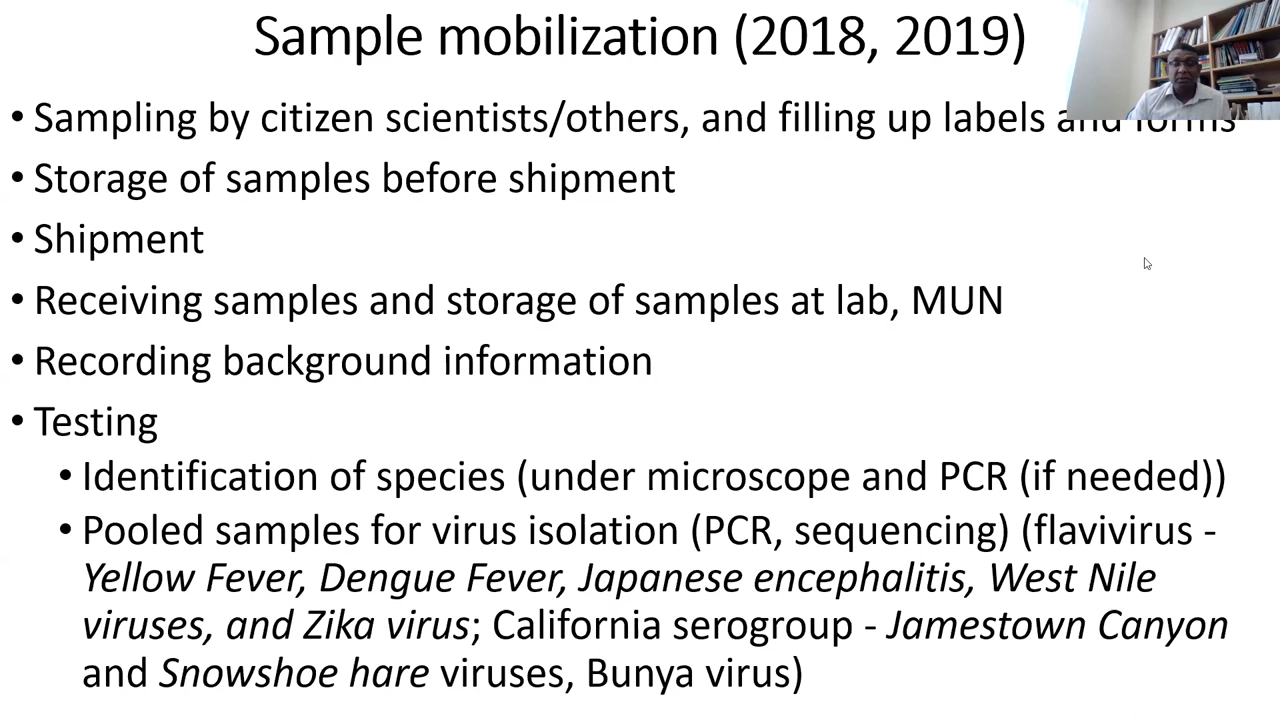 Sample mobilization (2018, 2019)
• Sampling by citizen scientists/others, and filling up labels and forms
• Storage of samples before shipment
• Shipment
• Receiving samples and storage of samples at lab, MUN
• Recording background information
• Testing
• Identification of species (under microscope and PCR (if needed))
• Pooled samples for virus isolation (PCR, sequencing) (flavivirus -
Yellow Fever, Dengue Fever, Japanese encephalitis, West Nile
viruses, and Zika virus; California serogroup - Jamestown Canyon
and Snowshoe hare viruses, Bunya virus)